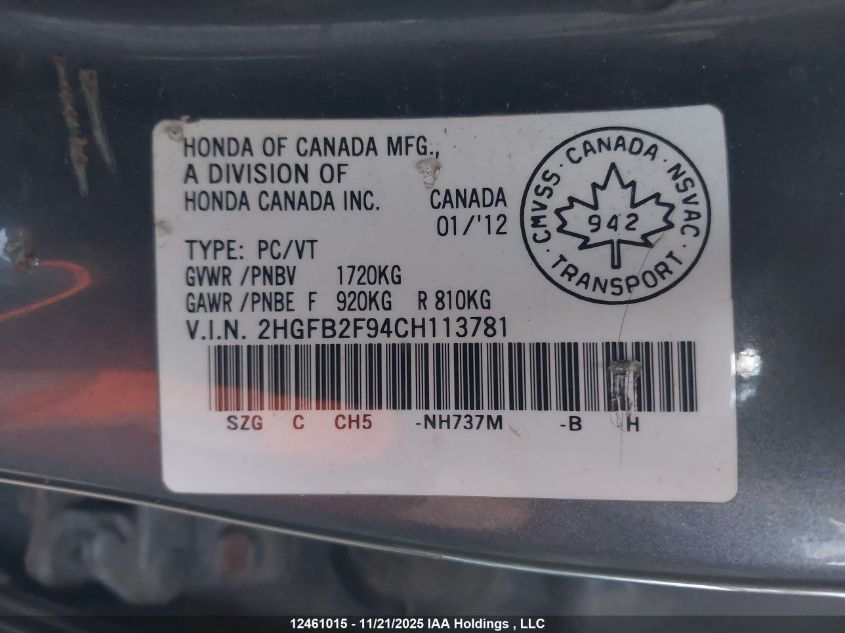 HONDA OF CANADA MFG.,
A DIVISION OF
HONDA CANADA INC.
CANADA
01/'12
CMVSS · CANADA · NSVAC
942
· TRANSPORT ·
TYPE: PC/VT
GVWR /PNBV 1720KG
GAWR /PNBE F 920KG R 810KG
V.I.N. 2HGFB2F94CH113781
SZG C CH5 -NH737M -B H
12461015 - 11/21/2025 IAA Holdings , LLC